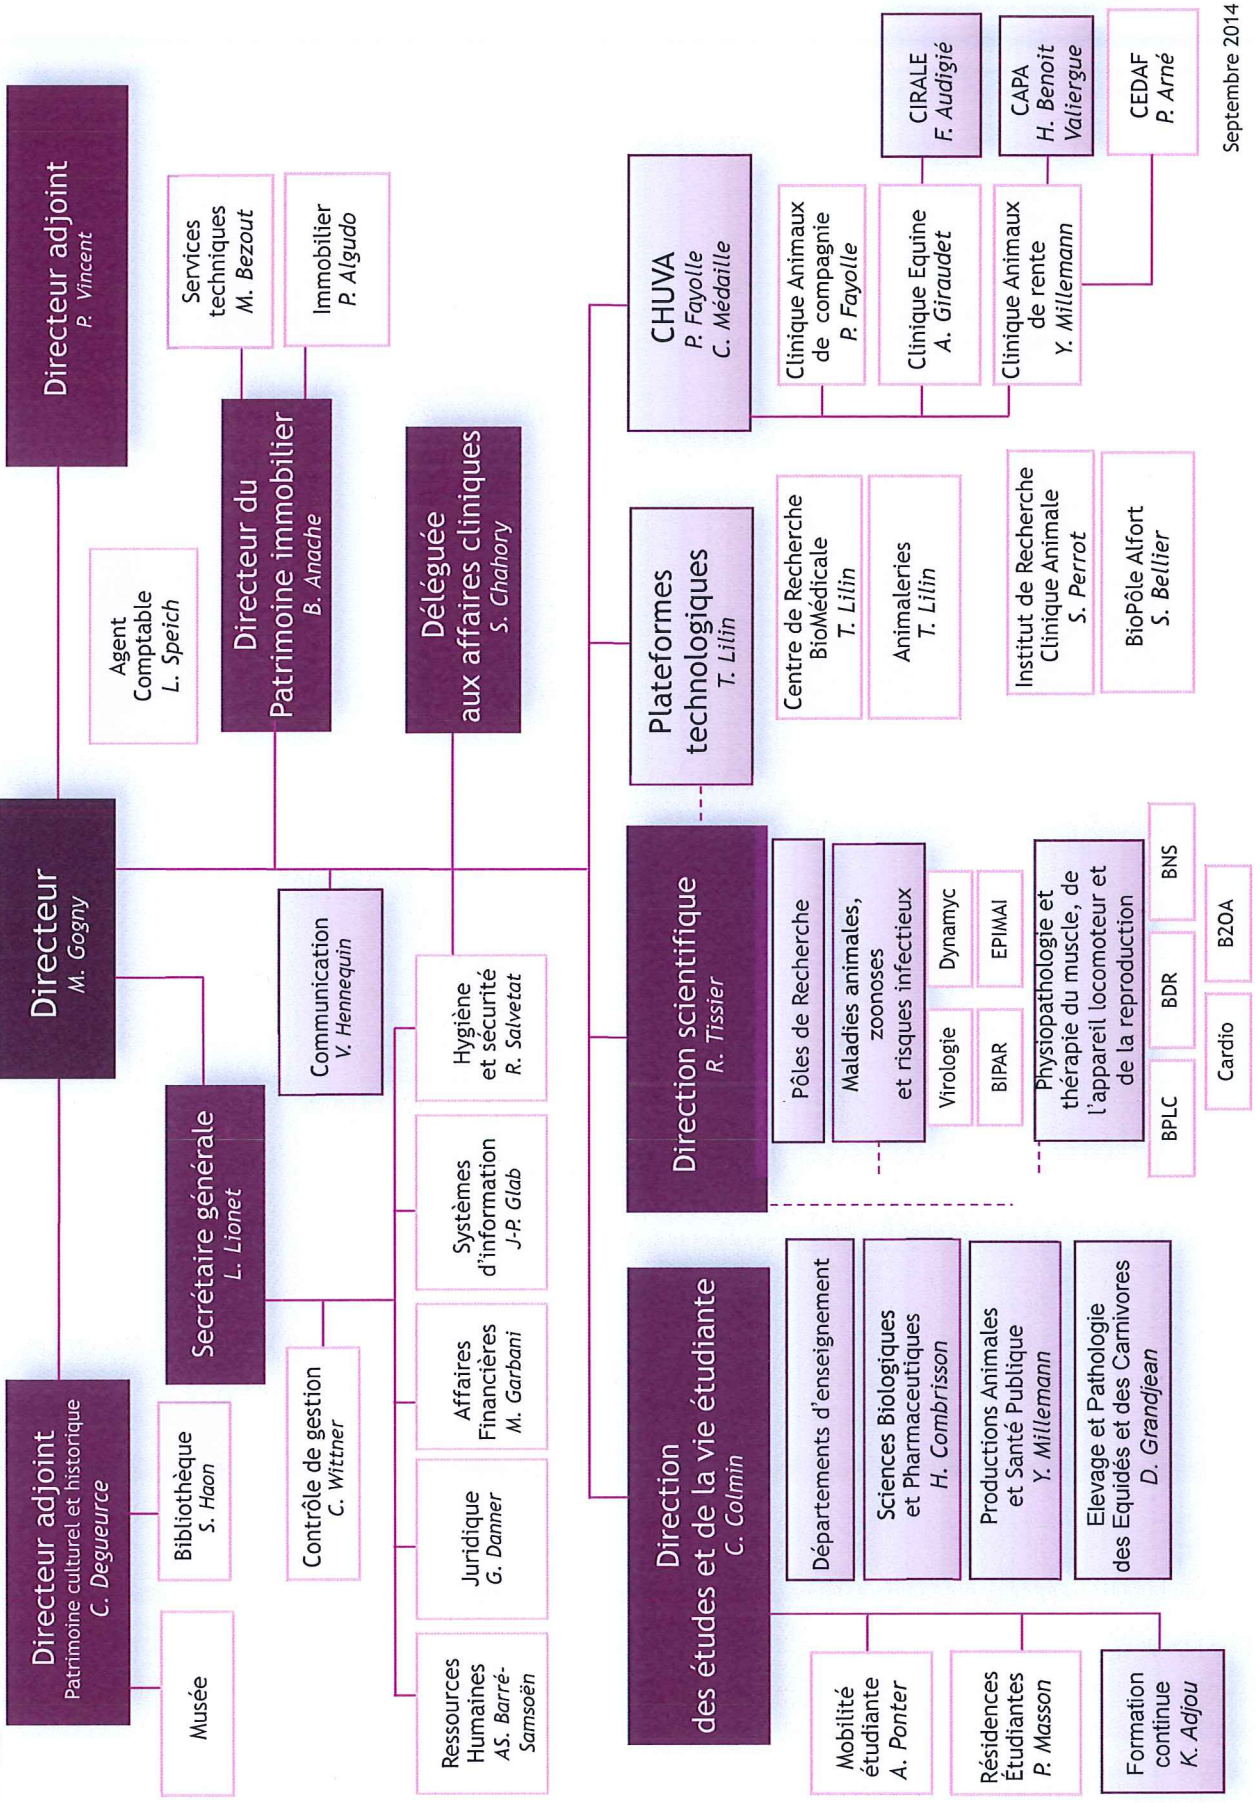 Directeur
M. Gogny
Directeur adjoint
Patrimoine culturel et historique
C. Degueurce
Musée
Bibliothèque
S. Haon
Directeur adjoint
P. Vincent
Agent
Comptable
L. Speich
Secrétaire générale
L. Lionet
Contrôle de gestion
C. Wittner
Ressources
Humaines
AS. Barré-
Samsoën
Juridique
G. Danner
Affaires
Financières
M. Garbani
Systèmes
d'information
J-P. Glab
Hygiène
et sécurité
R. Salvetat
Communication
V. Hennequin
Directeur du
Patrimoine immobilier
B. Anache
Services
techniques
M. Bezout
Immobilier
P. Algudo
Déléguée
aux affaires cliniques
S. Chahory
Direction
des études et de la vie étudiante
C. Colmin
Mobilité
étudiante
A. Ponter
Résidences
Étudiantes
P. Masson
Formation
continue
K. Adjou
Départements d'enseignement
Sciences Biologiques
et Pharmaceutiques
H. Combrisson
Productions Animales
et Santé Publique
Y. Millemann
Elevage et Pathologie
des Equidés et des Carnivores
D. Grandjean
Direction scientifique
R. Tissier
Pôles de Recherche
Maladies animales,
zoonoses
et risques infectieux
Virologie
Dynamyc
BIPAR
EPIMAI
Physiopathologie et
thérapie du muscle, de
l'appareil locomoteur et
de la reproduction
BPLC
BDR
BNS
Cardio
B2OA
Plateformes
technologiques
T. Lilin
Centre de Recherche
BioMédicale
T. Lilin
Animaleries
T. Lilin
Institut de Recherche
Clinique Animale
S. Perrot
BioPôle Alfort
S. Bellier
CHUVA
P. Fayolle
C. Médaille
Clinique Animaux
de compagnie
P. Fayolle
Clinique Equine
A. Giraudet
CIRALE
F. Audigié
Clinique Animaux
de rente
Y. Millemann
CAPA
H. Benoit
Valiergue
CEDAF
P. Arné
Septembre 2014